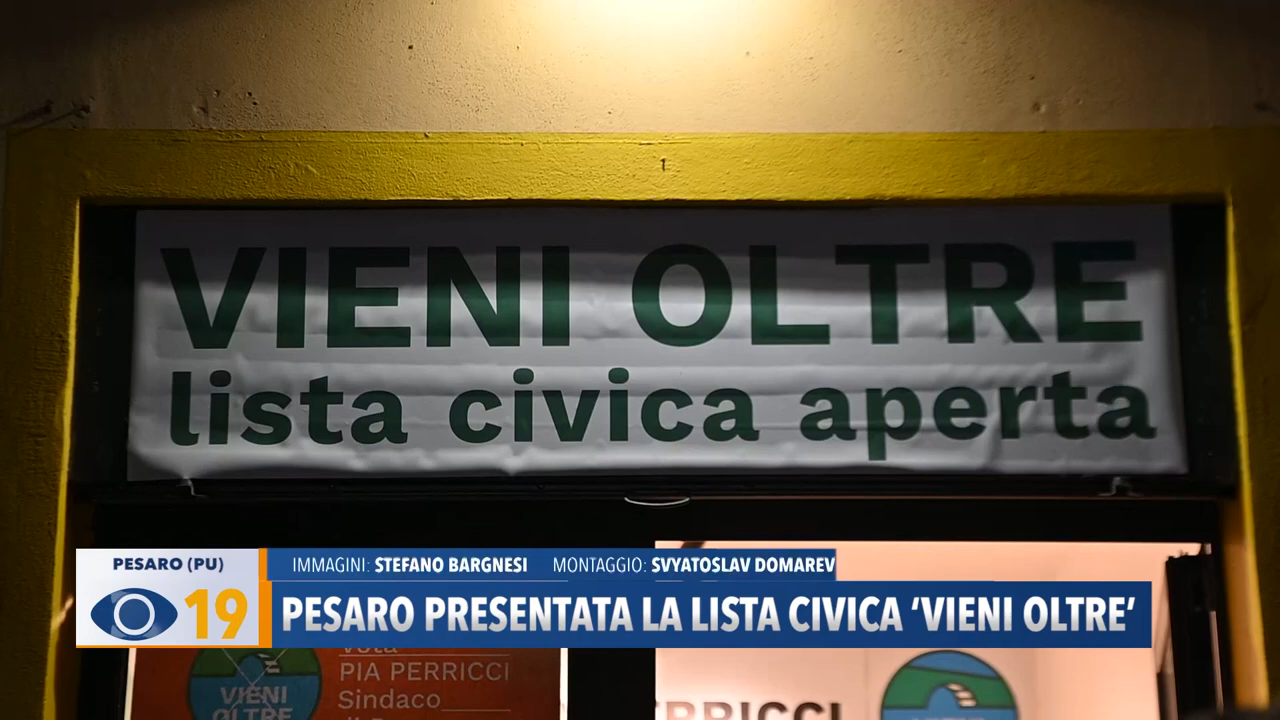 VIENI OLTRE
lista civica aperta
PESARO (PU)
IMMAGINI: STEFANO BARGNESI MONTAGGIO: SVYATOSLAV DOMAREV
19
PESARO PRESENTATA LA LISTA CIVICA ‘VIENI OLTRE’
vota
PIA PERRICCI
Sindaco
VIENI
OLTRE
PERRICCI